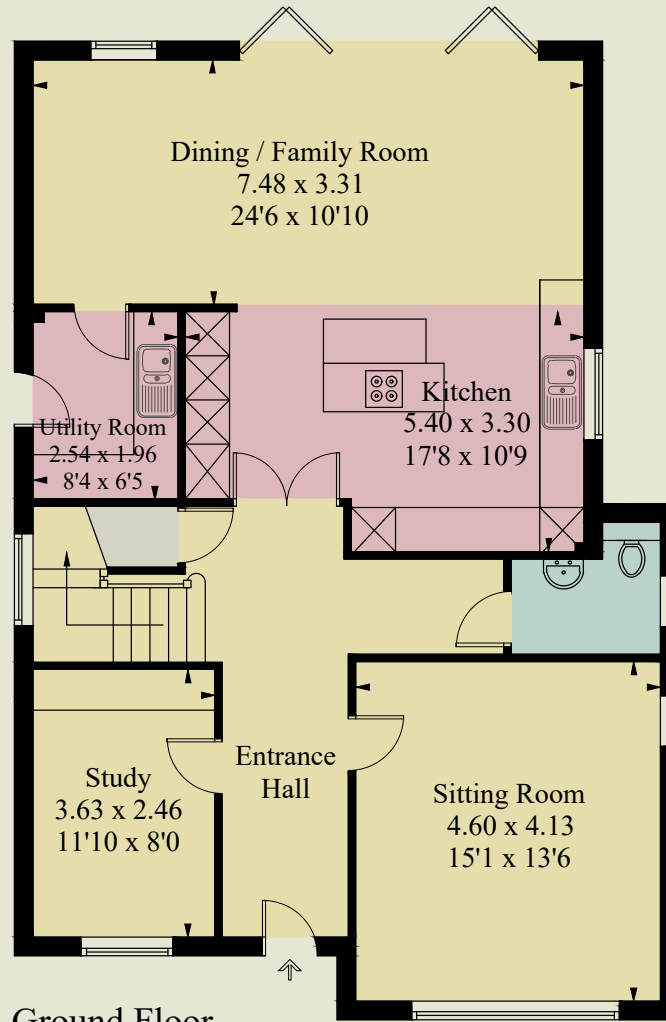 Dining / Family Room
7.48 x 3.31
24'6 x 10'10
Kitchen
5.40 x 3.30
17'8 x 10'9
Utility Room
2.54 x 1.96
8'4 x 6'5
Entrance
Hall
Study
3.63 x 2.46
11'10 x 8'0
Sitting Room
4.60 x 4.13
15'1 x 13'6
Ground Floor